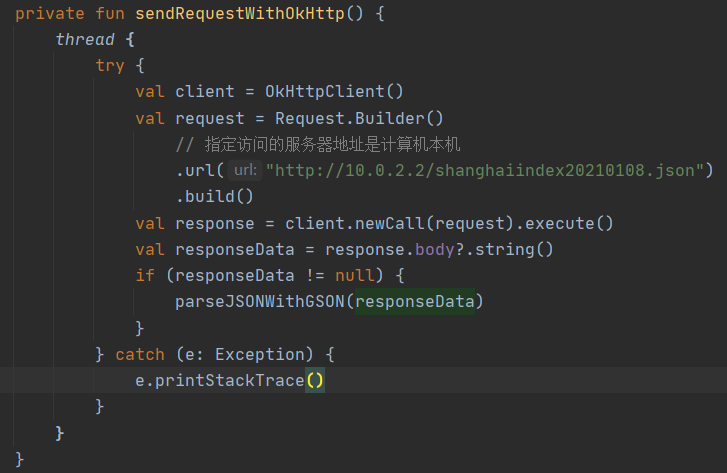 private fun sendRequestWithOkHttp() {
    thread {
        try {
            val client = OkHttpClient()
            val request = Request.Builder()
                // 指定访问的服务器地址是计算机本机
                .url( url: "http://10.0.2.2/shanghaiindex20210108.json")
                .build()
            val response = client.newCall(request).execute()
            val responseData = response.body?.string()
            if (responseData != null) {
                parseJSONWithGSON(responseData)
            }
        } catch (e: Exception) {
            e.printStackTrace()
        }
    }
}